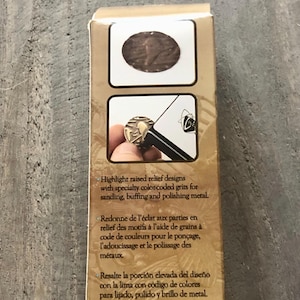 Highlight raised relief designs
with specialty color-coded grits for
sanding, buffing and polishing metal.
Redonne de l'éclat aux parties en
relief des motifs à l'aide de grains à
code de couleurs pour le ponçage,
l'adoucissage et le polissage des
métaux.
Resalte la porción elevada del diseño
con la lima con código de colores
para lijado, pulido y brillo de metal.